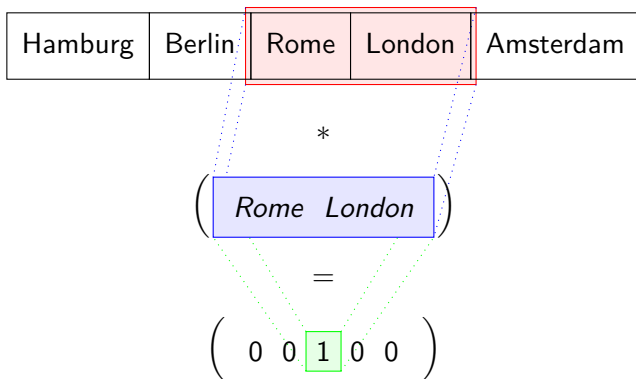 Hamburg Berlin Rome London Amsterdam
*
( Rome London )
=
( 0 0 1 0 0 )